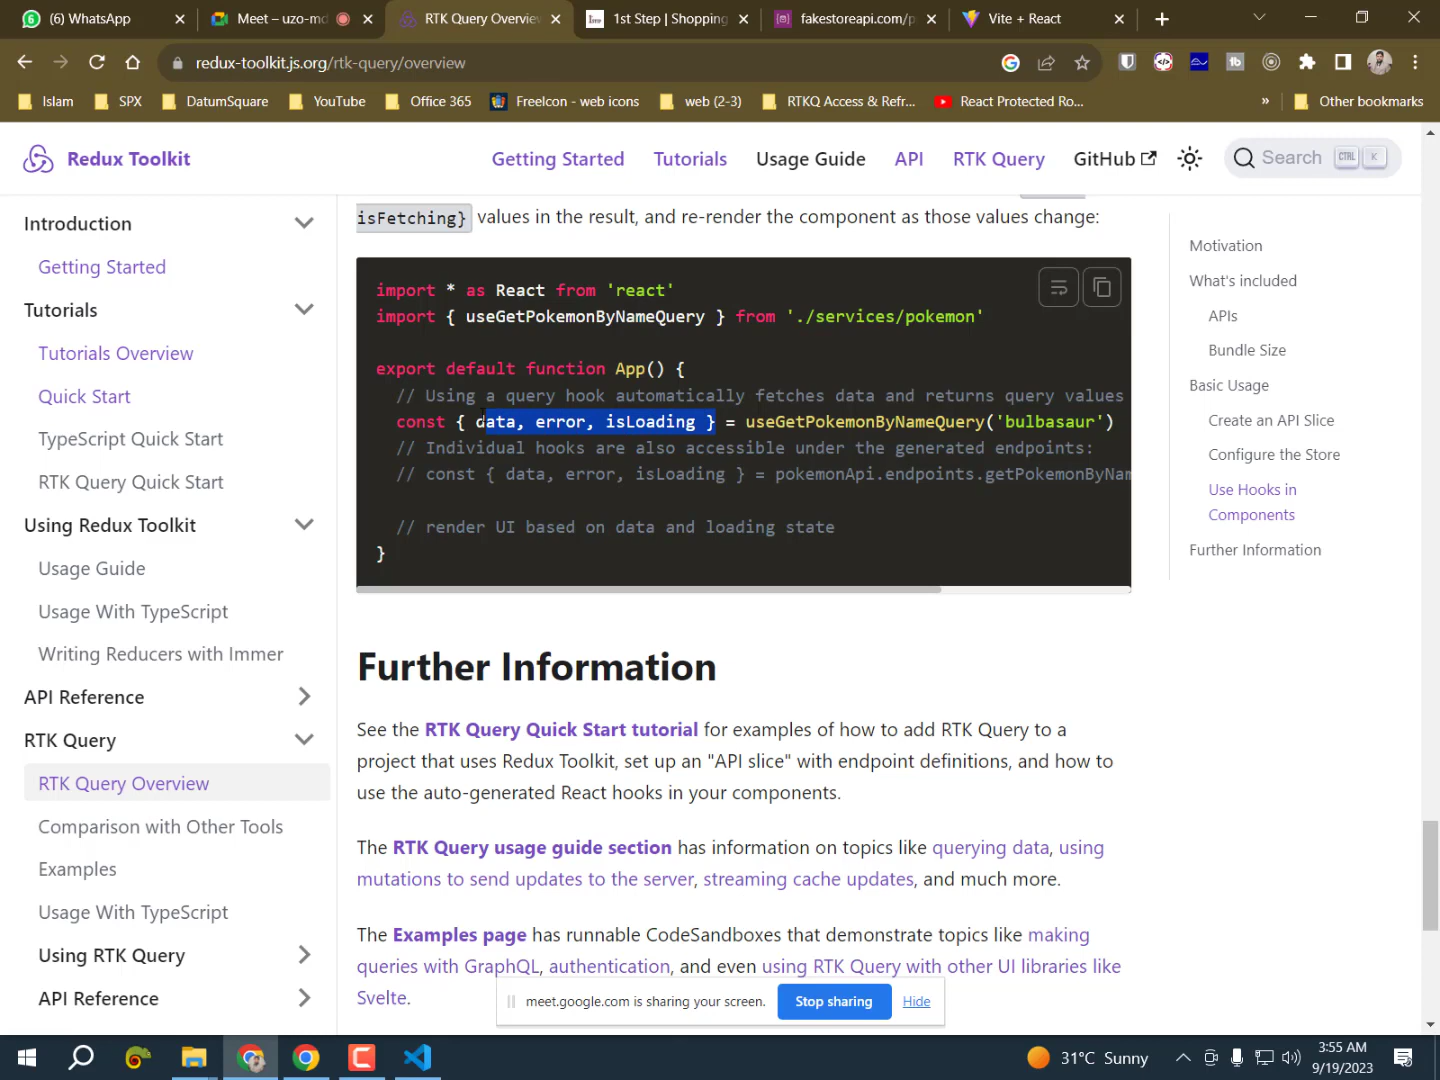 (6) WhatsApp
Meet – uzo-md
RTK Query Overvie
1st Step | Shopping
fakestoreapi.com/p
Vite + React
redux-toolkit.js.org/rtk-query/overview
Islam
SPX
DatumSquare
YouTube
Office 365
FreeIcon - web icons
web (2-3)
RTKQ Access & Refr...
React Protected Ro...
»
Other bookmarks
Redux Toolkit
Getting Started
Tutorials
Usage Guide
API
RTK Query
GitHub
Search
CTRL
K
Introduction
Getting Started
Tutorials
Tutorials Overview
Quick Start
TypeScript Quick Start
RTK Query Quick Start
Using Redux Toolkit
Usage Guide
Usage With TypeScript
Writing Reducers with Immer
API Reference
RTK Query
RTK Query Overview
Comparison with Other Tools
Examples
Usage With TypeScript
Using RTK Query
API Reference
isFetching} values in the result, and re-render the component as those values change:
import * as React from 'react'
import { useGetPokemonByNameQuery } from './services/pokemon'
export default function App() {
// Using a query hook automatically fetches data and returns query values
const { data, error, isLoading } = useGetPokemonByNameQuery('bulbasaur')
// Individual hooks are also accessible under the generated endpoints:
// const { data, error, isLoading } = pokemonApi.endpoints.getPokemonByNam
// render UI based on data and loading state
}
Further Information
See the RTK Query Quick Start tutorial for examples of how to add RTK Query to a
project that uses Redux Toolkit, set up an "API slice" with endpoint definitions, and how to
use the auto-generated React hooks in your components.
The RTK Query usage guide section has information on topics like querying data, using
mutations to send updates to the server, streaming cache updates, and much more.
The Examples page has runnable CodeSandboxes that demonstrate topics like making
queries with GraphQL, authentication, and even using RTK Query with other UI libraries like
Svelte.
Motivation
What's included
APIs
Bundle Size
Basic Usage
Create an API Slice
Configure the Store
Use Hooks in
Components
Further Information
meet.google.com is sharing your screen.
Stop sharing
Hide
31°C Sunny
3:55 AM
9/19/2023